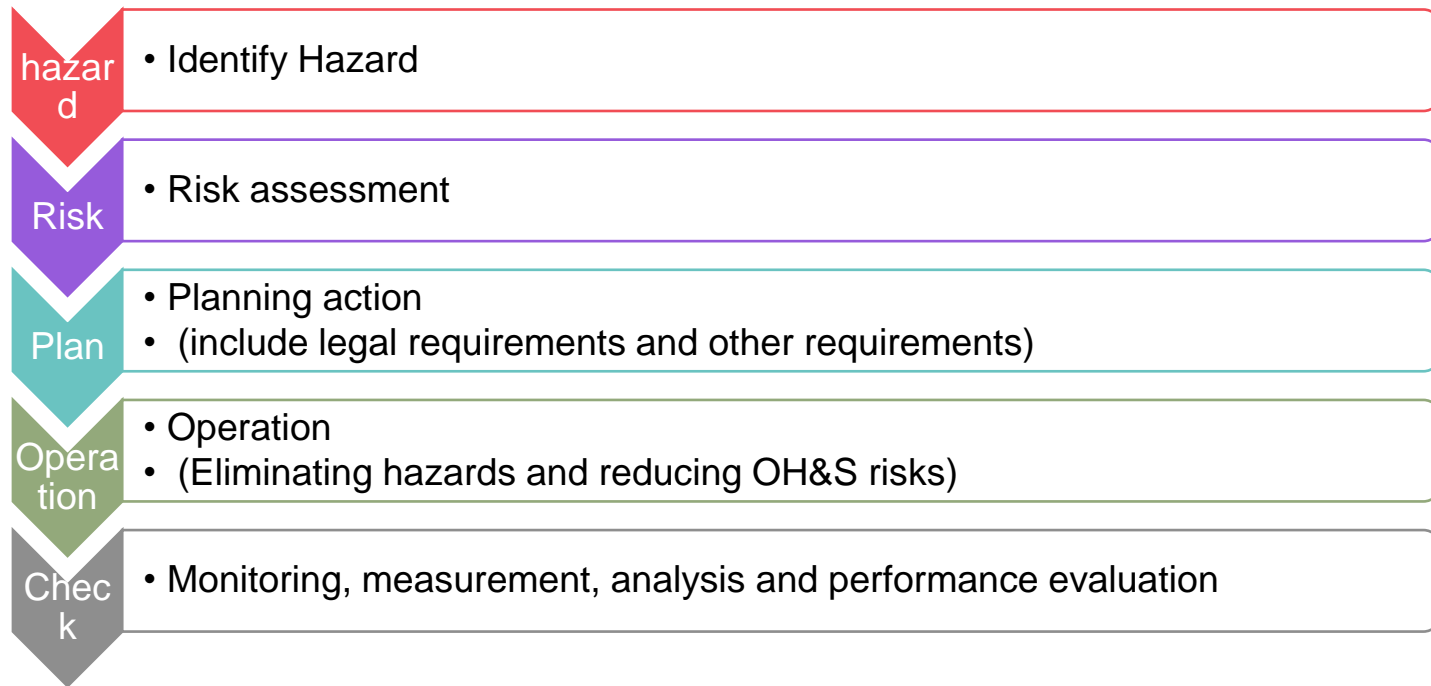 hazar
d
• Identify Hazard
Risk
• Risk assessment
Plan
• Planning action
• (include legal requirements and other requirements)
Opera
tion
• Operation
• (Eliminating hazards and reducing OH&S risks)
Chec
k
• Monitoring, measurement, analysis and performance evaluation